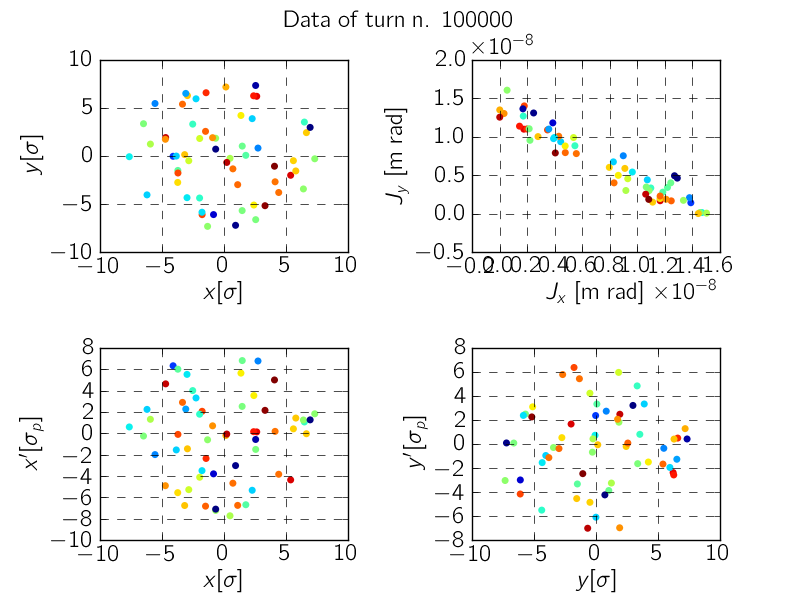 Data of turn n. 100000
10
5
0
−5
−10
y[σ]
−10 −5 0 5 10
x[σ]
×10⁻⁸
2.0
1.5
1.0
0.5
0.0
−0.5
J_y [m rad]
−0.2 0.0 0.2 0.4 0.6 0.8 1.0 1.2 1.4 1.6
J_x [m rad] ×10⁻⁸
8
6
4
2
0
−2
−4
−6
−8
−10
x′[σ_p]
−10 −5 0 5 10
x[σ]
8
6
4
2
0
−2
−4
−6
−8
y′[σ_p]
−10 −5 0 5 10
y[σ]